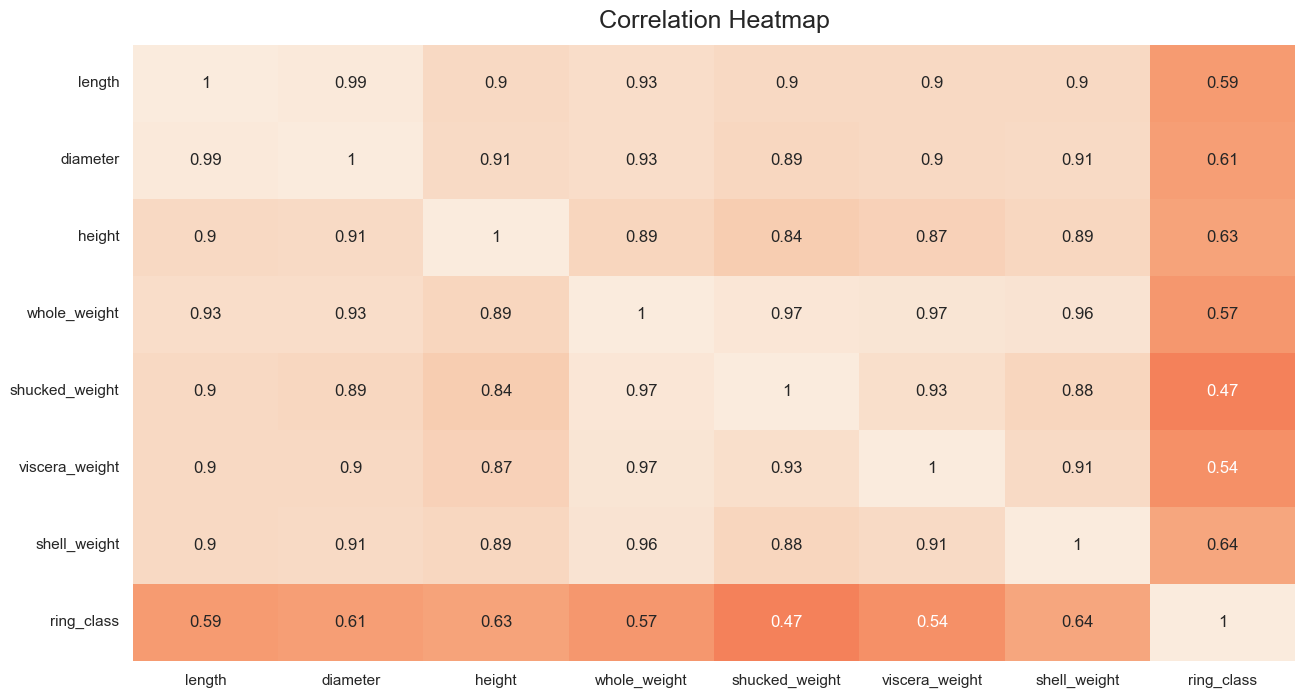 Correlation Heatmap
length 1 0.99 0.9 0.93 0.9 0.9 0.9 0.59
diameter 0.99 1 0.91 0.93 0.89 0.9 0.91 0.61
height 0.9 0.91 1 0.89 0.84 0.87 0.89 0.63
whole_weight 0.93 0.93 0.89 1 0.97 0.97 0.96 0.57
shucked_weight 0.9 0.89 0.84 0.97 1 0.93 0.88 0.47
viscera_weight 0.9 0.9 0.87 0.97 0.93 1 0.91 0.54
shell_weight 0.9 0.91 0.89 0.96 0.88 0.91 1 0.64
ring_class 0.59 0.61 0.63 0.57 0.47 0.54 0.64 1
length diameter height whole_weight shucked_weight viscera_weight shell_weight ring_class